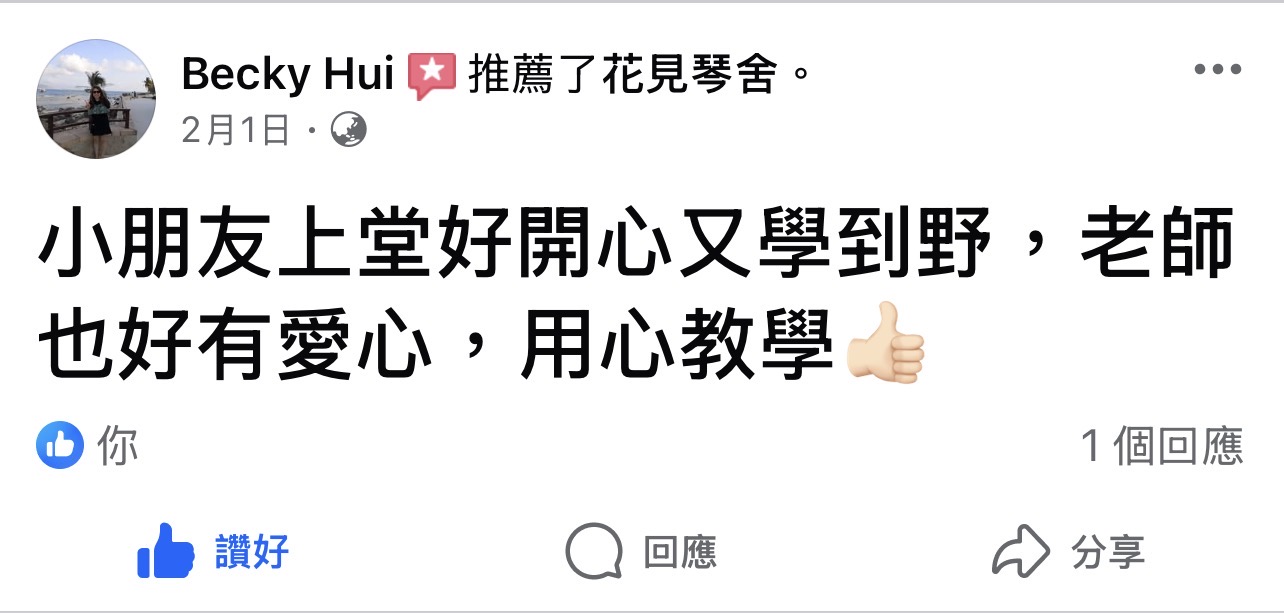 Becky Hui 推薦了花見琴舍。
2月1日 ·
小朋友上堂好開心又學到野，老師
也好有愛心，用心教學👍🏻
你 1 個回應
讚好 回應 分享